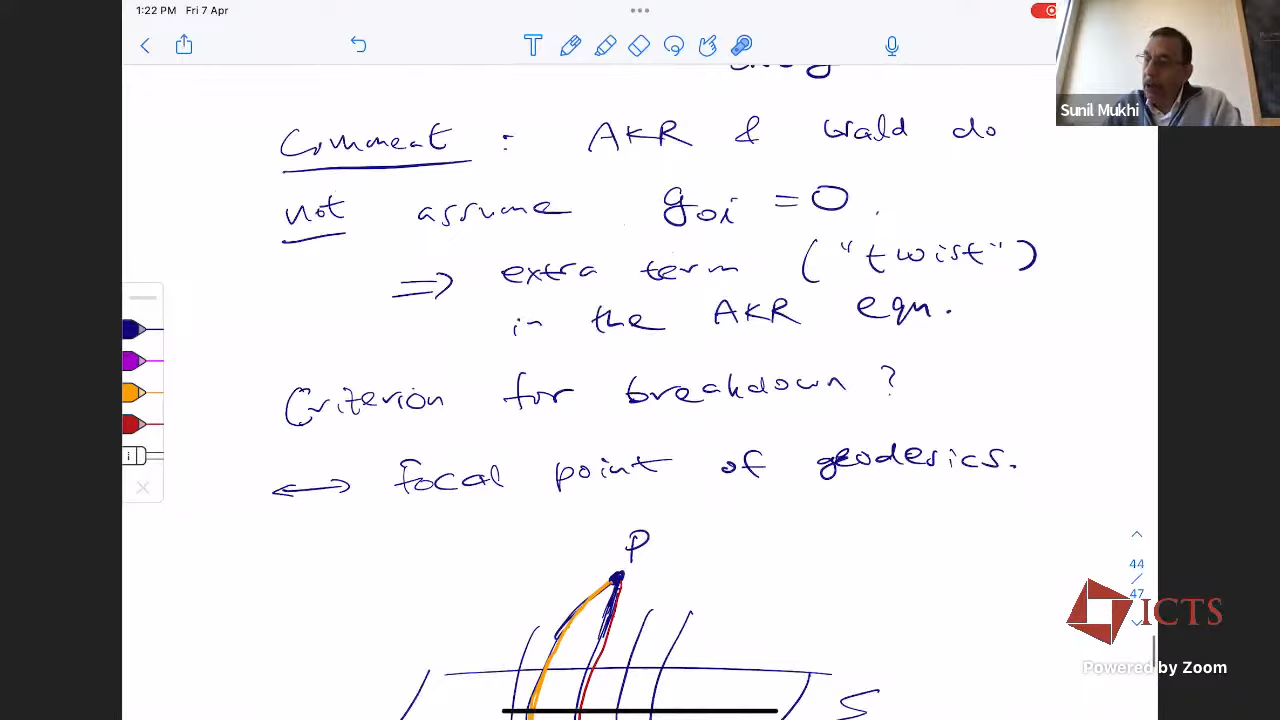 1:22 PM Fri 7 Apr
Sunil Mukhi
Comment : AKR & Wald do
not assume g0i = 0.
⟹ extra term ("twist")
in the AKR eqn.
Criterion for breakdown?
⟷ focal point of geodesics.
P
44
/
47
ICTS
Powered by Zoom
S